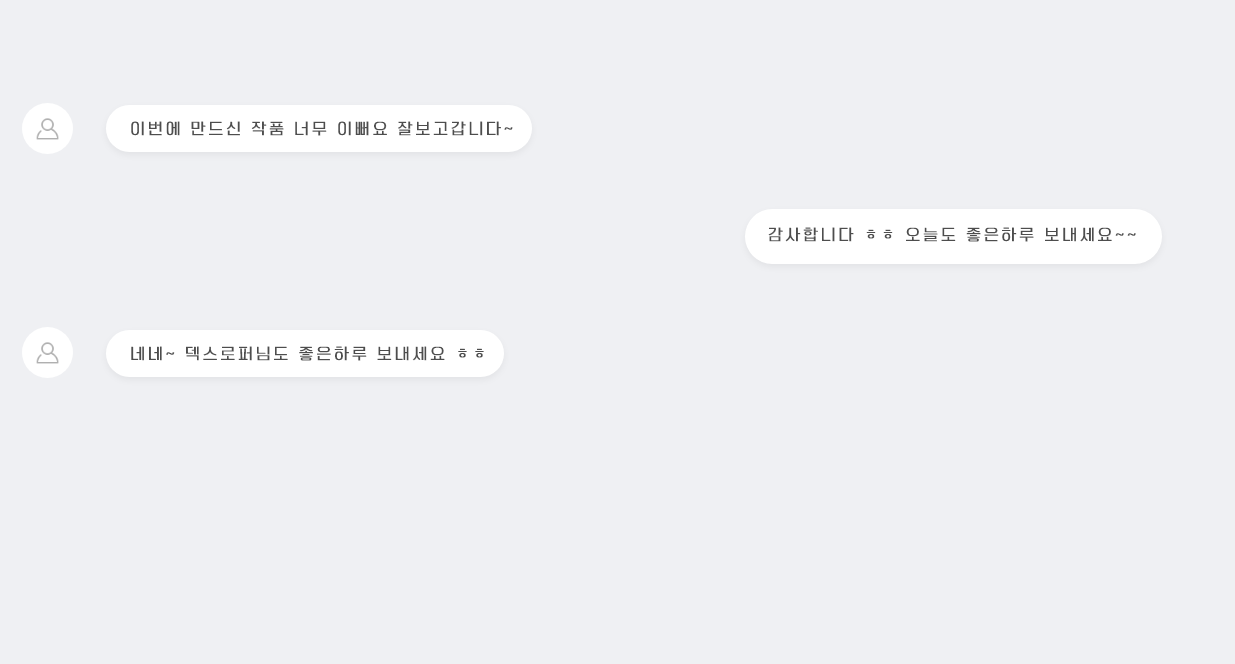 이번에 만드신 작품 너무 이뻐요 잘보고갑니다~
감사합니다 ㅎㅎ 오늘도 좋은하루 보내세요~~
네네~ 덱스로퍼님도 좋은하루 보내세요 ㅎㅎ